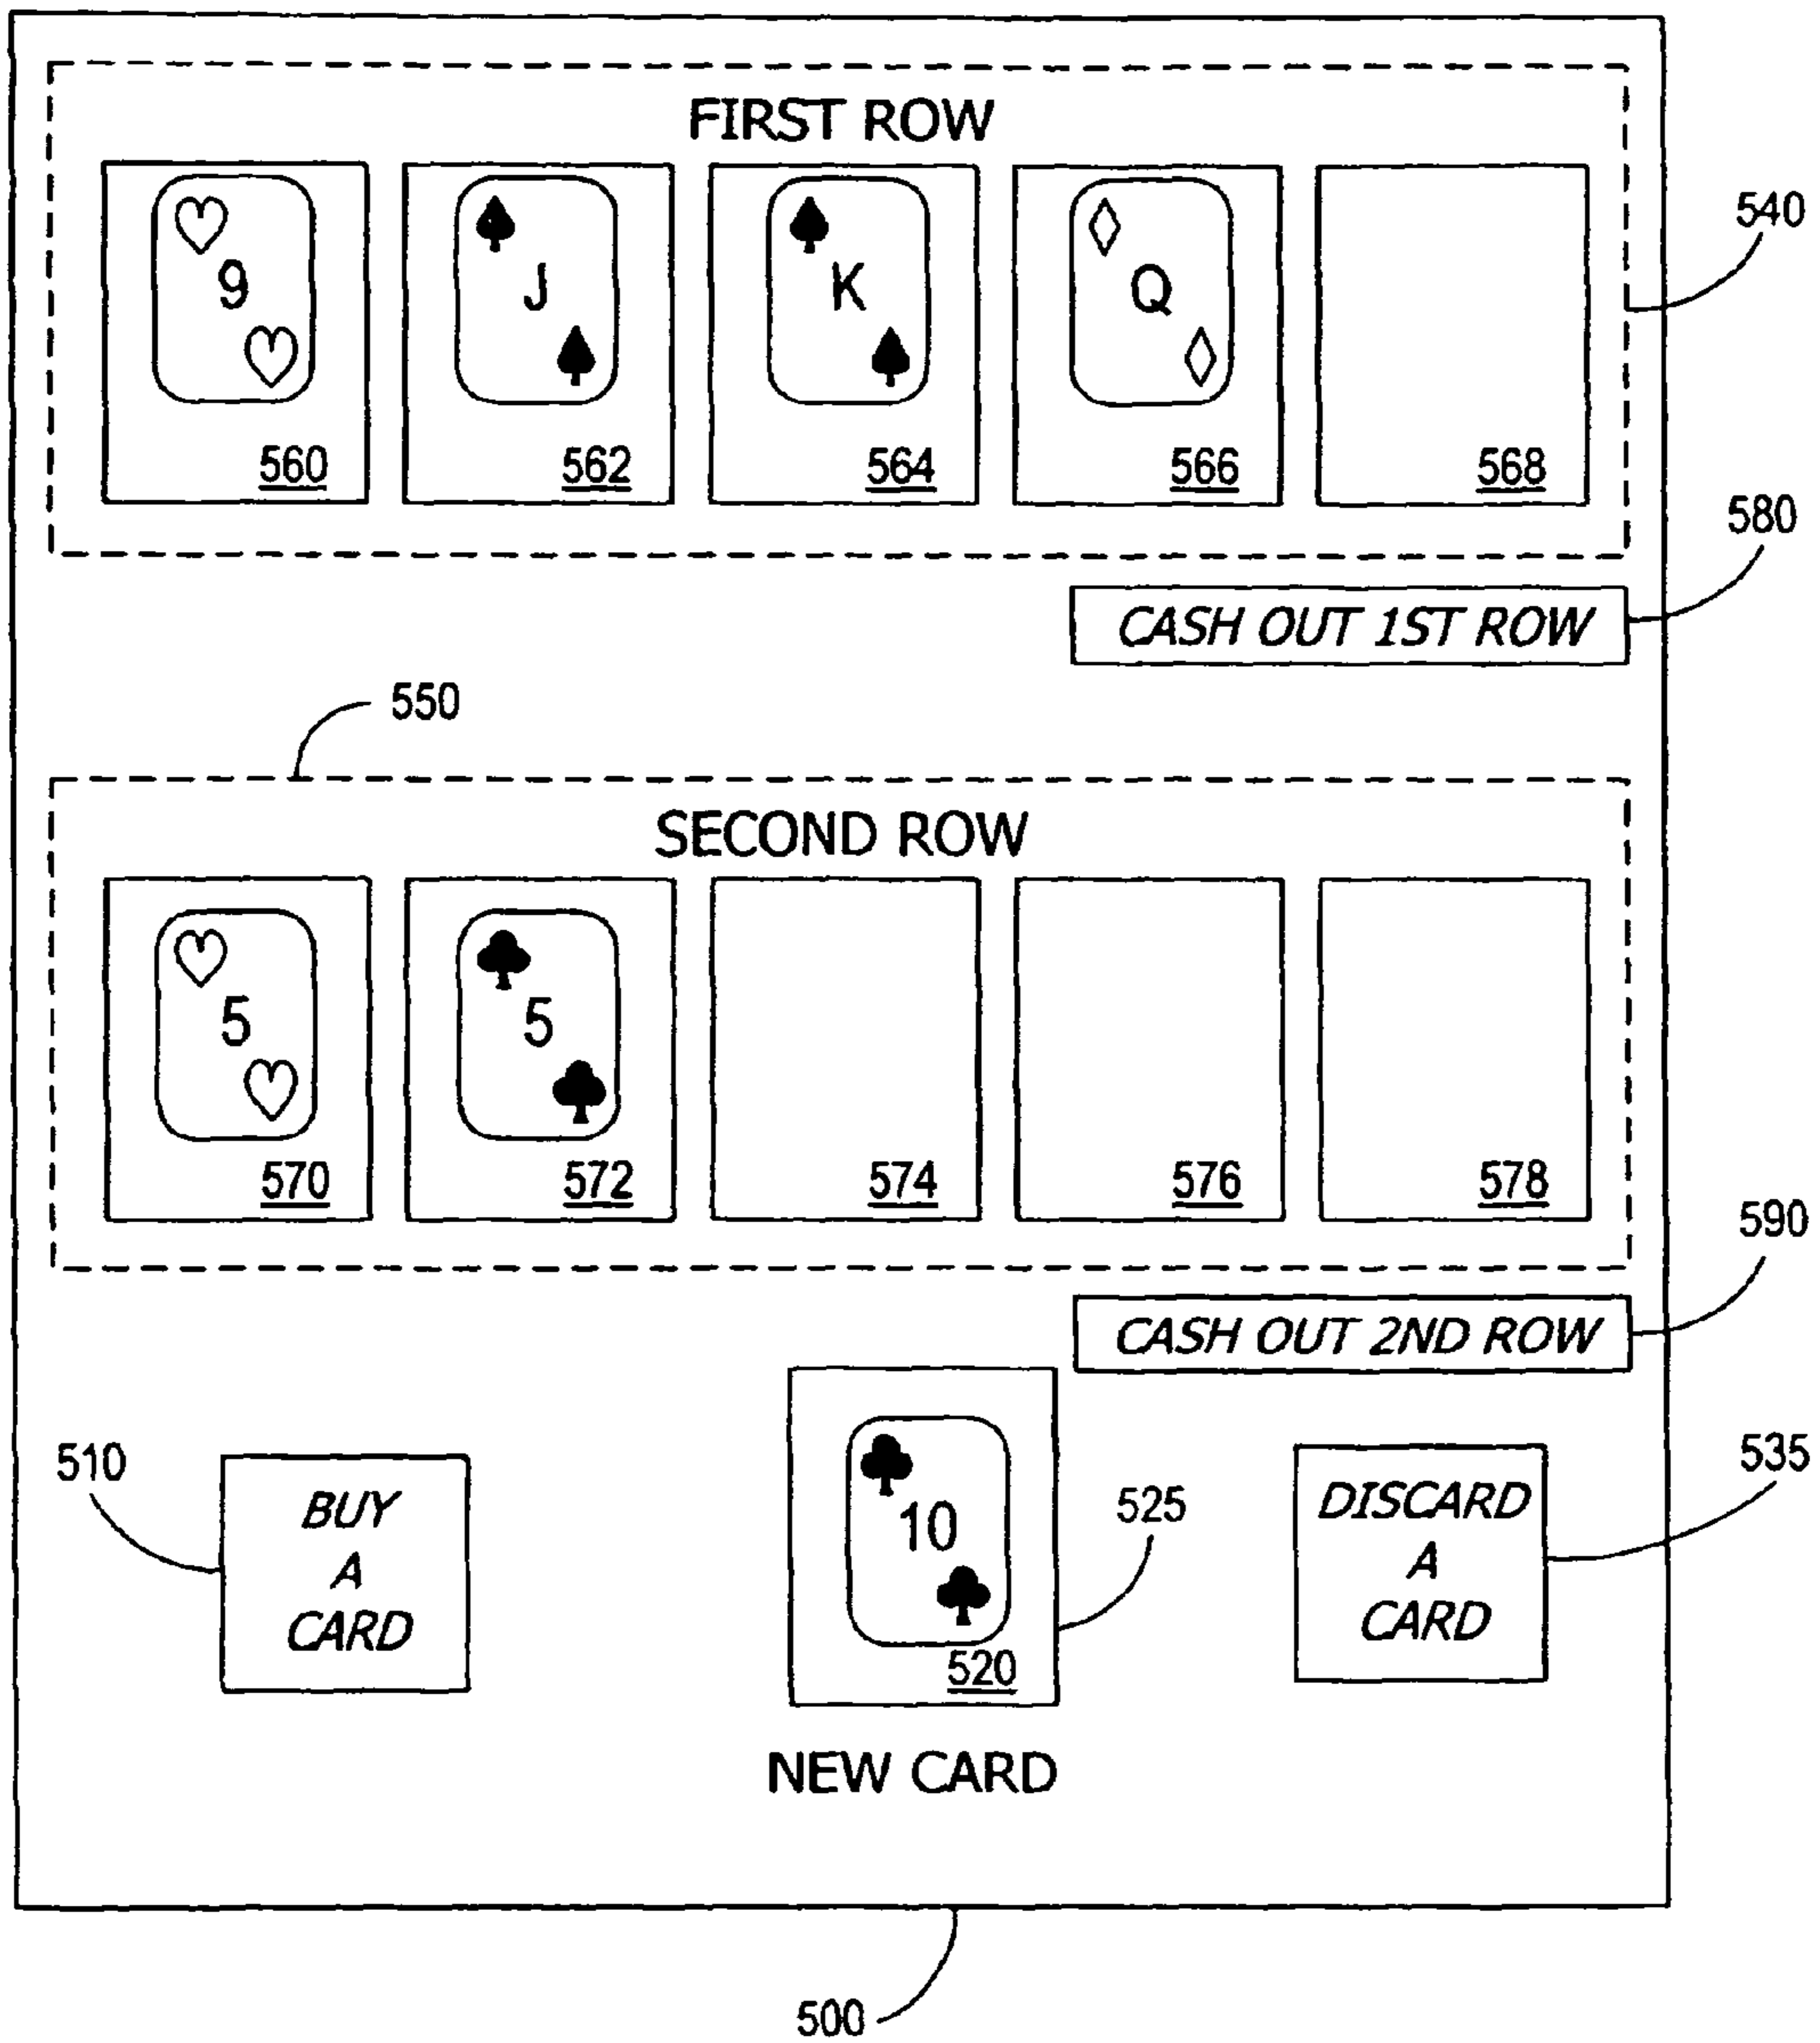 FIRST ROW
9 J K Q
560 562 564 566 568
540
580
CASH OUT 1ST ROW
550
SECOND ROW
5 5
570 572 574 576 578
590
CASH OUT 2ND ROW
510
BUY
A
CARD
10
520
525
DISCARD
A
CARD
535
NEW CARD
500